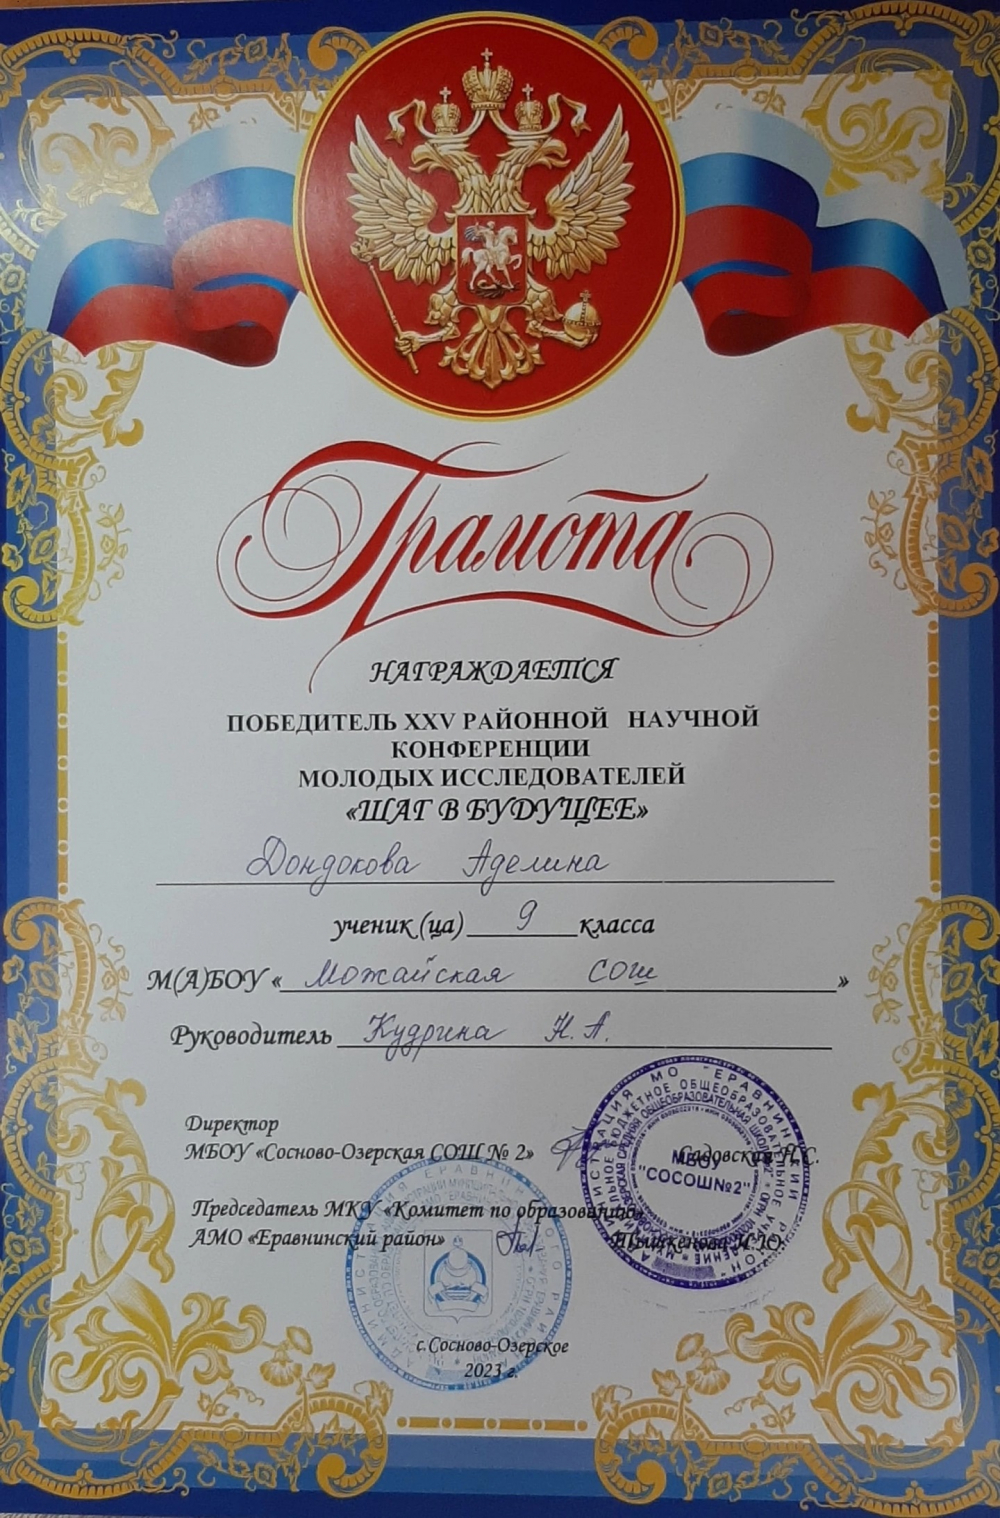 Грамота
НАГРАЖДАЕТСЯ
ПОБЕДИТЕЛЬ XXV РАЙОННОЙ НАУЧНОЙ
КОНФЕРЕНЦИИ
МОЛОДЫХ ИССЛЕДОВАТЕЛЕЙ
«ШАГ В БУДУЩЕЕ»
Дондокова Аделина
ученик (ца) 9 класса
М(А)БОУ « Можайская СОШ »
Руководитель Кудрина Н. А.
Директор
МБОУ «Сосново-Озерская СОШ № 2» Садовская Н.С.
МБОУ
"СОСОШ№2"
Председатель МКУ «Комитет по образованию»
АМО «Еравнинский район»
с.Сосново-Озерское
2023 г.